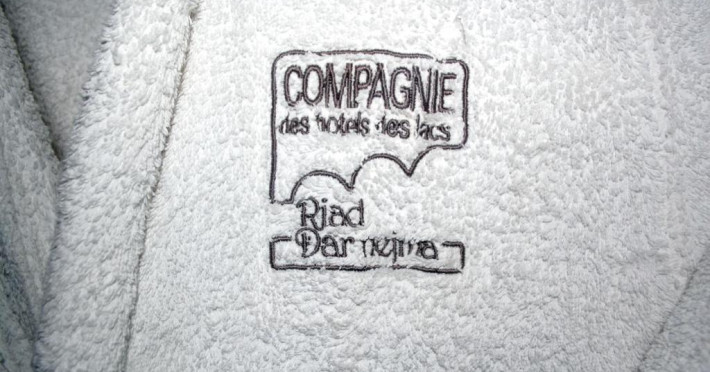 COMPAGNIE
des hotels des lacs
Riad
Dar nejma